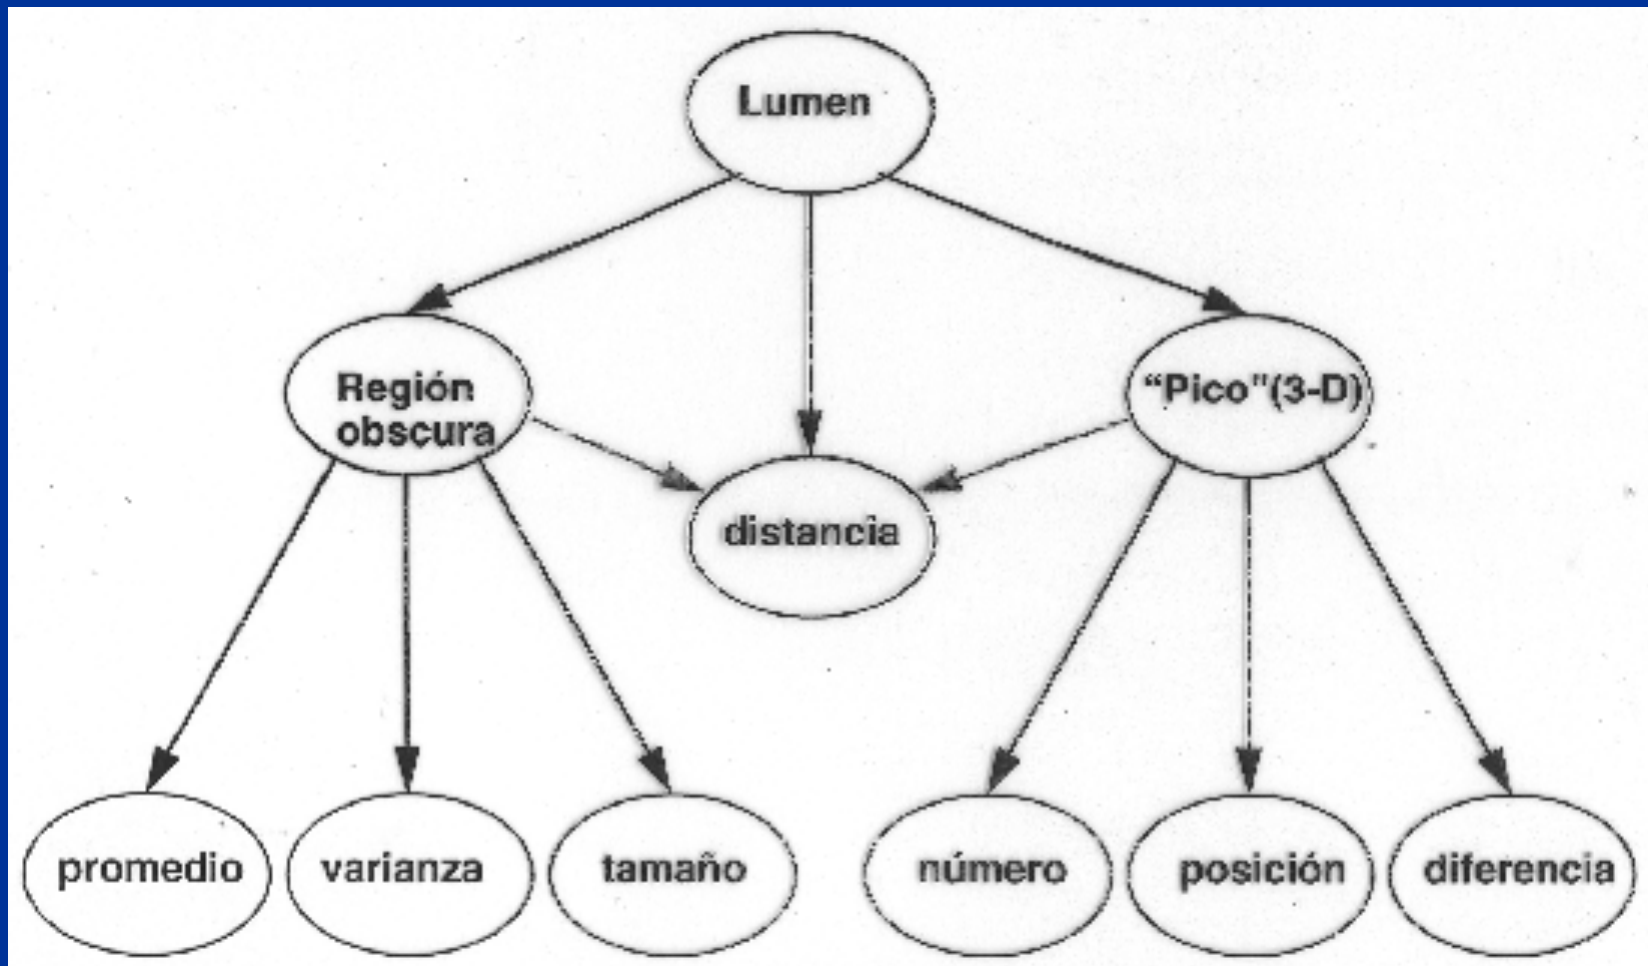 Lumen
Región
obscura
“Pico"(3-D)
distancia
promedio
varianza
tamaño
número
posición
diferencia